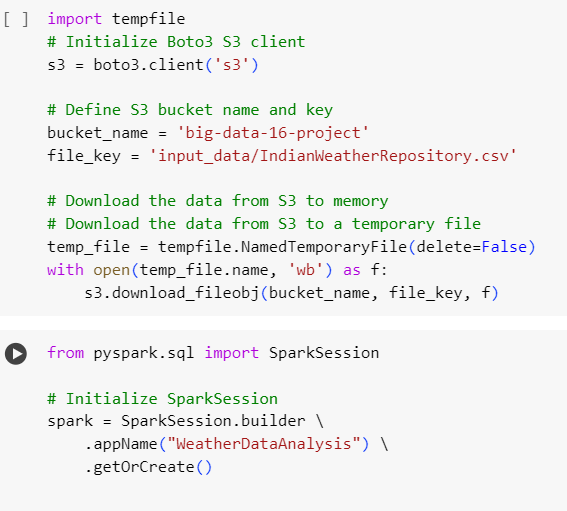 [ ] import tempfile
# Initialize Boto3 S3 client
s3 = boto3.client('s3')
# Define S3 bucket name and key
bucket_name = 'big-data-16-project'
file_key = 'input_data/IndianWeatherRepository.csv'
# Download the data from S3 to memory
# Download the data from S3 to a temporary file
temp_file = tempfile.NamedTemporaryFile(delete=False)
with open(temp_file.name, 'wb') as f:
    s3.download_fileobj(bucket_name, file_key, f)
from pyspark.sql import SparkSession
# Initialize SparkSession
spark = SparkSession.builder \
    .appName("WeatherDataAnalysis") \
    .getOrCreate()